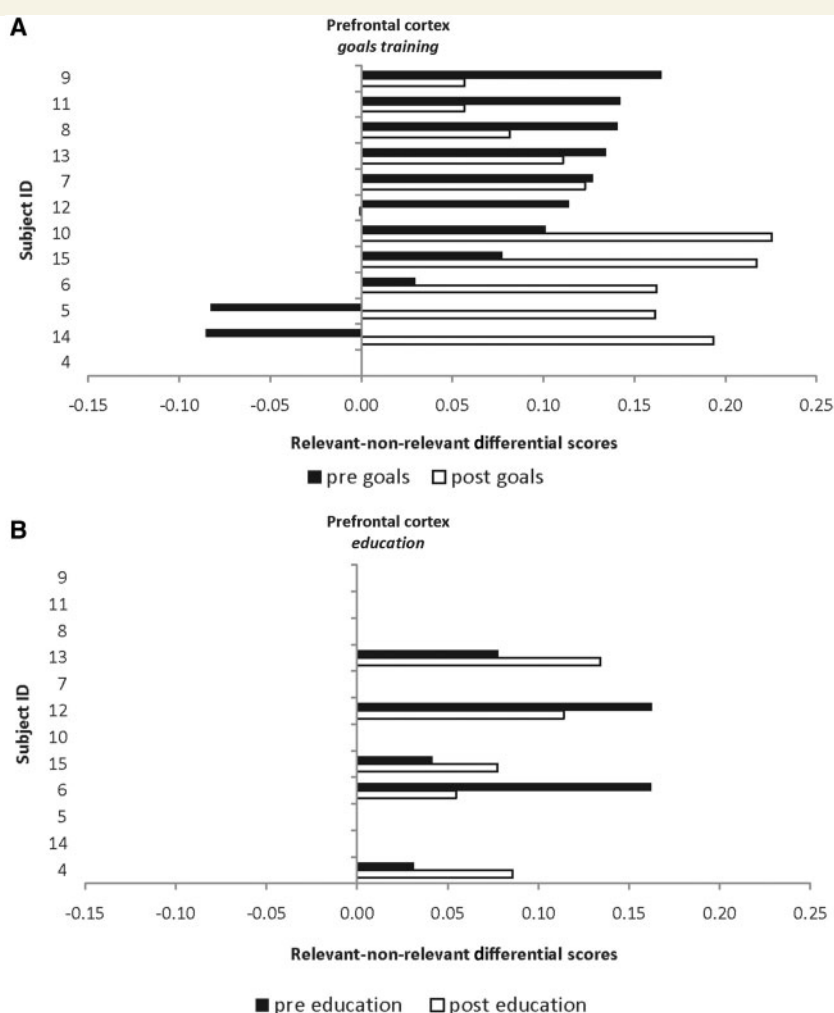 A
Prefrontal cortex
goals training
Subject ID
9
11
8
13
7
12
10
15
6
5
14
4
-0.15 -0.10 -0.05 0.00 0.05 0.10 0.15 0.20 0.25
Relevant-non-relevant differential scores
pre goals post goals
B
Prefrontal cortex
education
Subject ID
9
11
8
13
7
12
10
15
6
5
14
4
-0.15 -0.10 -0.05 0.00 0.05 0.10 0.15 0.20 0.25
Relevant-non-relevant differential scores
pre education post education